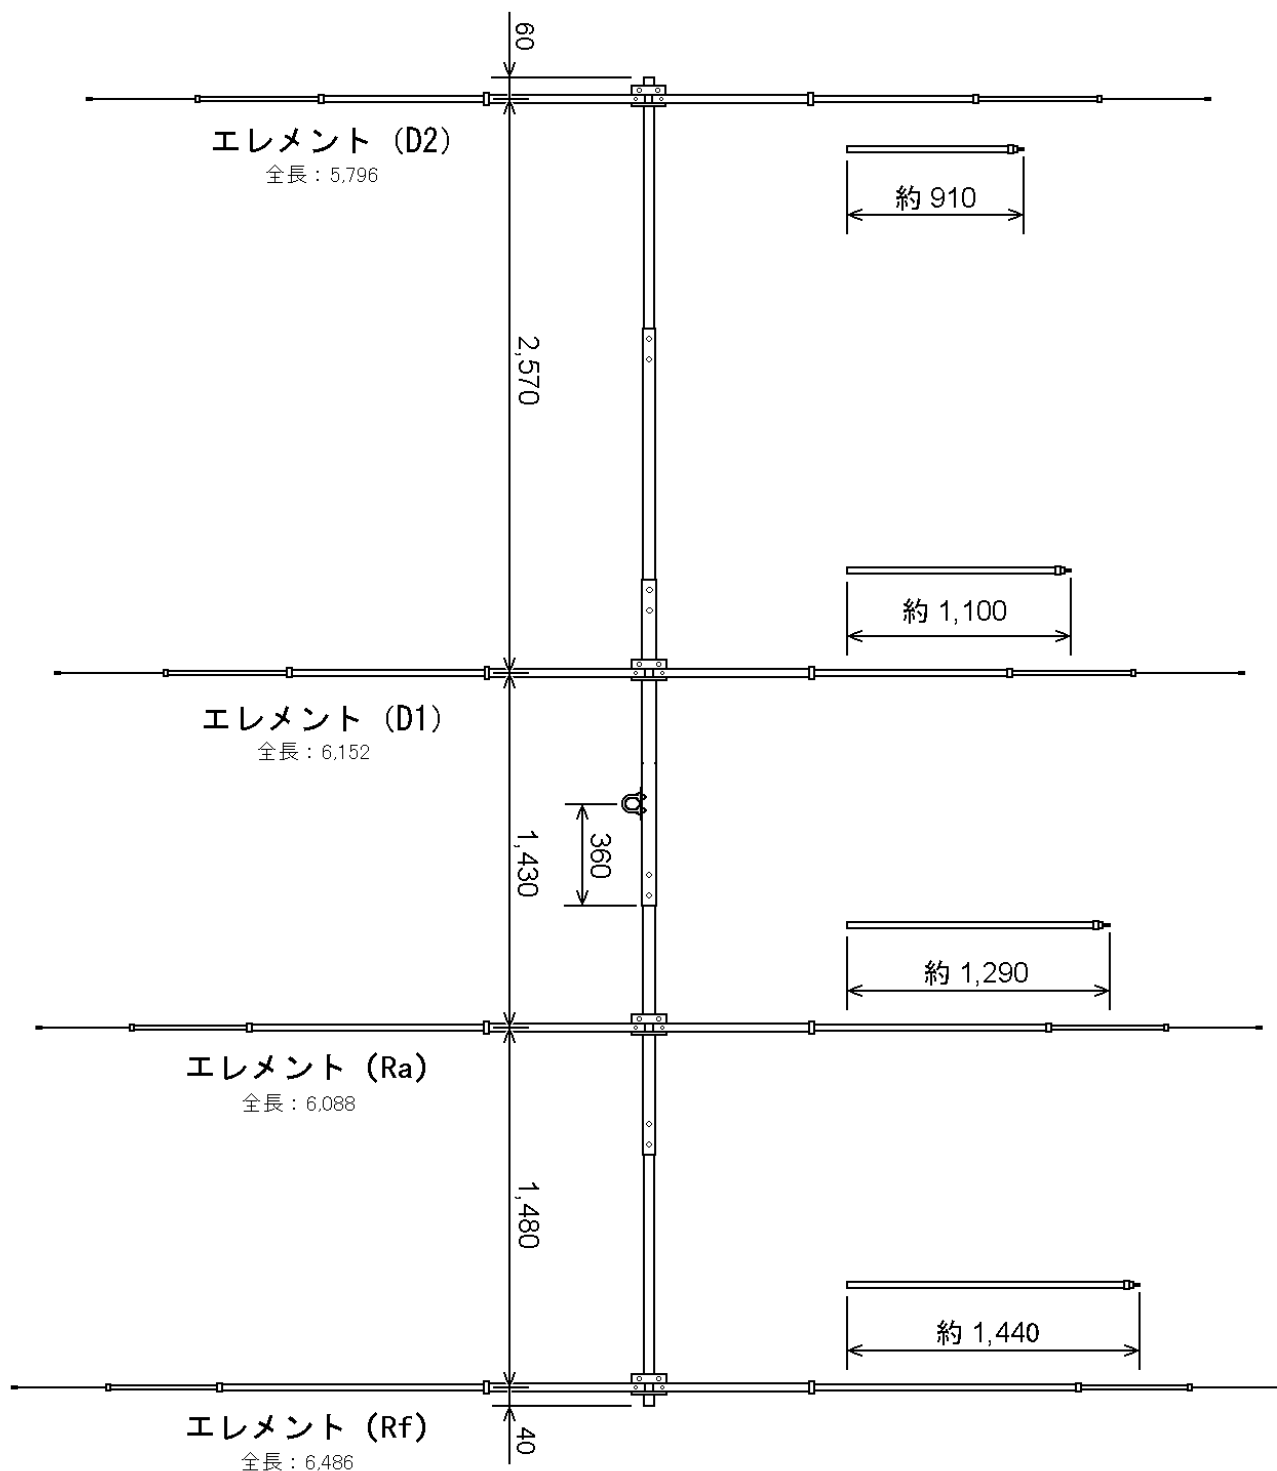 60
エレメント (D2)
全長：5,796
約 910
2,570
約 1,100
エレメント (D1)
全長：6,152
1,430
360
約 1,290
エレメント (Ra)
全長：6,088
1,480
約 1,440
エレメント (Rf)
全長：6,486
40